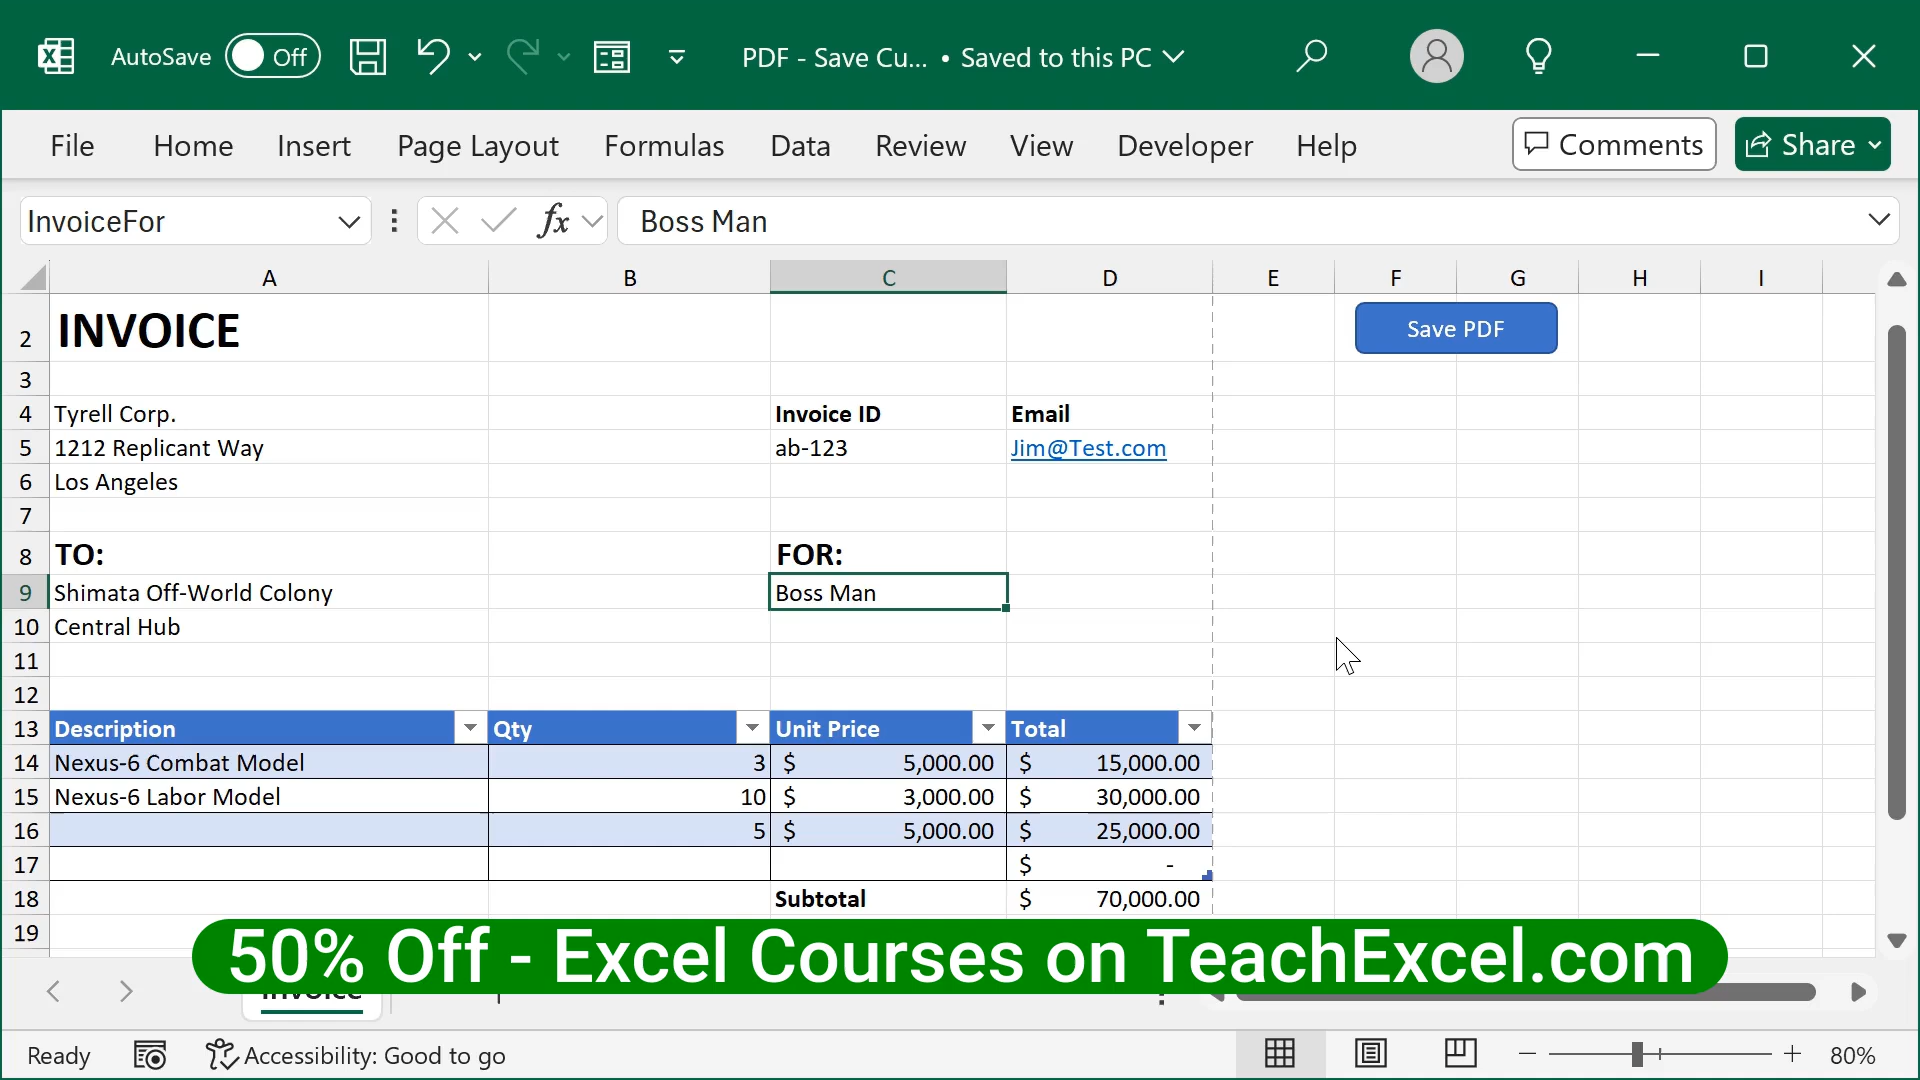 AutoSave Off PDF - Save Cu... • Saved to this PC
File Home Insert Page Layout Formulas Data Review View Developer Help Comments Share
InvoiceFor fx Boss Man
A B C D E F G H I
2 INVOICE Save PDF
3
4 Tyrell Corp. Invoice ID Email
5 1212 Replicant Way ab-123 Jim@Test.com
6 Los Angeles
7
8 TO: FOR:
9 Shimata Off-World Colony Boss Man
10 Central Hub
11
12
13 Description Qty Unit Price Total
14 Nexus-6 Combat Model 3 $ 5,000.00 $ 15,000.00
15 Nexus-6 Labor Model 10 $ 3,000.00 $ 30,000.00
16 5 $ 5,000.00 $ 25,000.00
17 $ -
18 Subtotal $ 70,000.00
19
50% Off - Excel Courses on TeachExcel.com
Invoice
Ready Accessibility: Good to go 80%